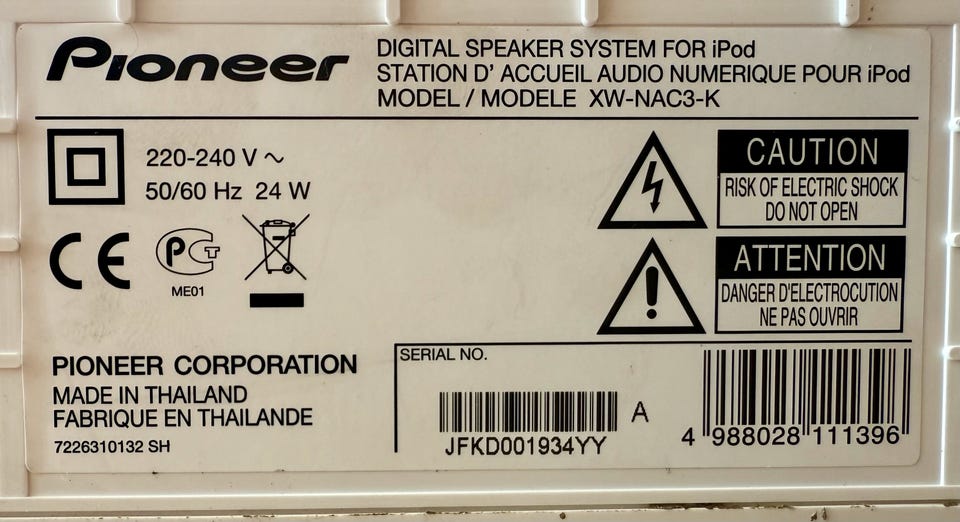 Pioneer
DIGITAL SPEAKER SYSTEM FOR iPod
STATION D' ACCUEIL AUDIO NUMERIQUE POUR iPod
MODEL / MODELE XW-NAC3-K
220-240 V ~
50/60 Hz 24 W
CE
PCT
ME01
CAUTION
RISK OF ELECTRIC SHOCK
DO NOT OPEN
ATTENTION
DANGER D'ELECTROCUTION
NE PAS OUVRIR
PIONEER CORPORATION
MADE IN THAILAND
FABRIQUE EN THAILANDE
7226310132 SH
SERIAL NO.
JFKD001934YY
A
4 988028 111396